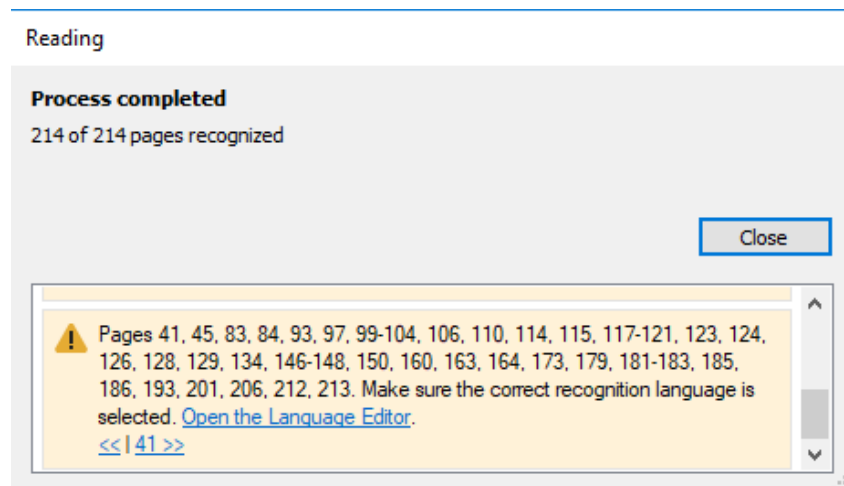 Reading
Process completed
214 of 214 pages recognized
Close
Pages 41, 45, 83, 84, 93, 97, 99-104, 106, 110, 114, 115, 117-121, 123, 124,
126, 128, 129, 134, 146-148, 150, 160, 163, 164, 173, 179, 181-183, 185,
186, 193, 201, 206, 212, 213. Make sure the correct recognition language is
selected. Open the Language Editor.
<< | 41 >>